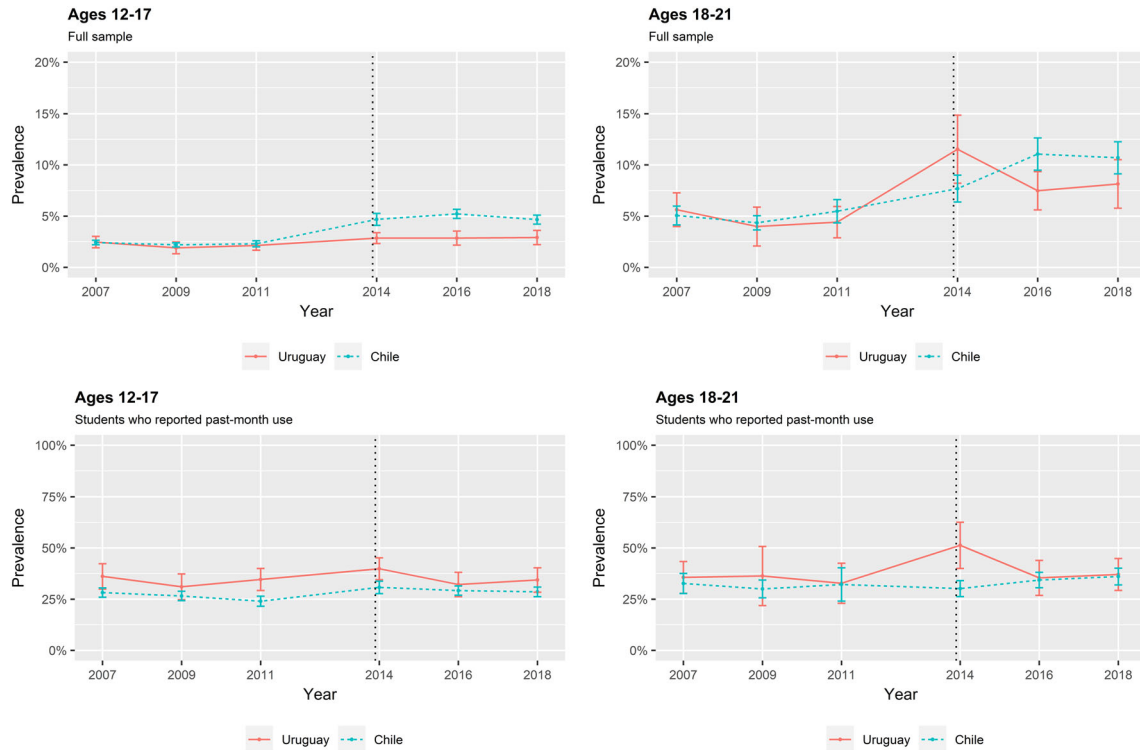 Ages 12-17
Full sample
20%
15%
10%
5%
0%
Prevalence
2007 2009 2011 2014 2016 2018
Year
Uruguay Chile
Ages 18-21
Full sample
20%
15%
10%
5%
0%
Prevalence
2007 2009 2011 2014 2016 2018
Year
Uruguay Chile
Ages 12-17
Students who reported past-month use
100%
75%
50%
25%
0%
Prevalence
2007 2009 2011 2014 2016 2018
Year
Uruguay Chile
Ages 18-21
Students who reported past-month use
100%
75%
50%
25%
0%
Prevalence
2007 2009 2011 2014 2016 2018
Year
Uruguay Chile